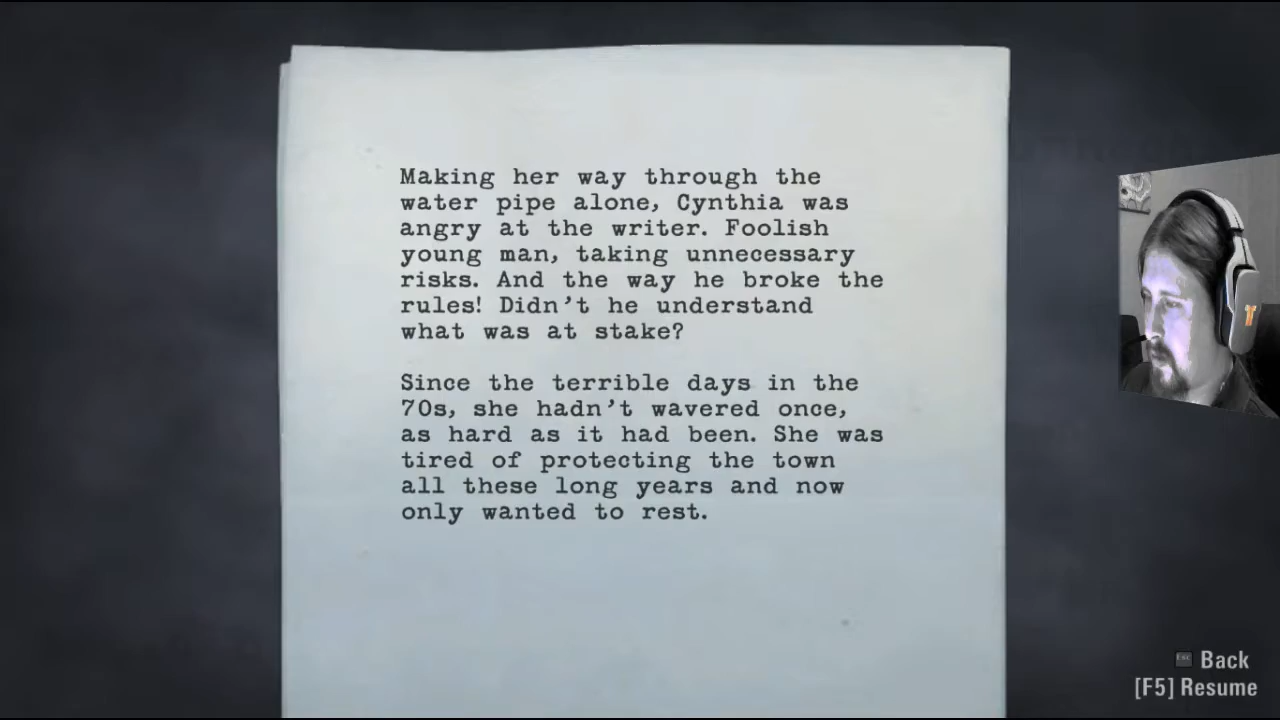 Making her way through the
water pipe alone, Cynthia was
angry at the writer. Foolish
young man, taking unnecessary
risks. And the way he broke the
rules! Didn't he understand
what was at stake?
Since the terrible days in the
70s, she hadn't wavered once,
as hard as it had been. She was
tired of protecting the town
all these long years and now
only wanted to rest.
Esc Back
[F5] Resume